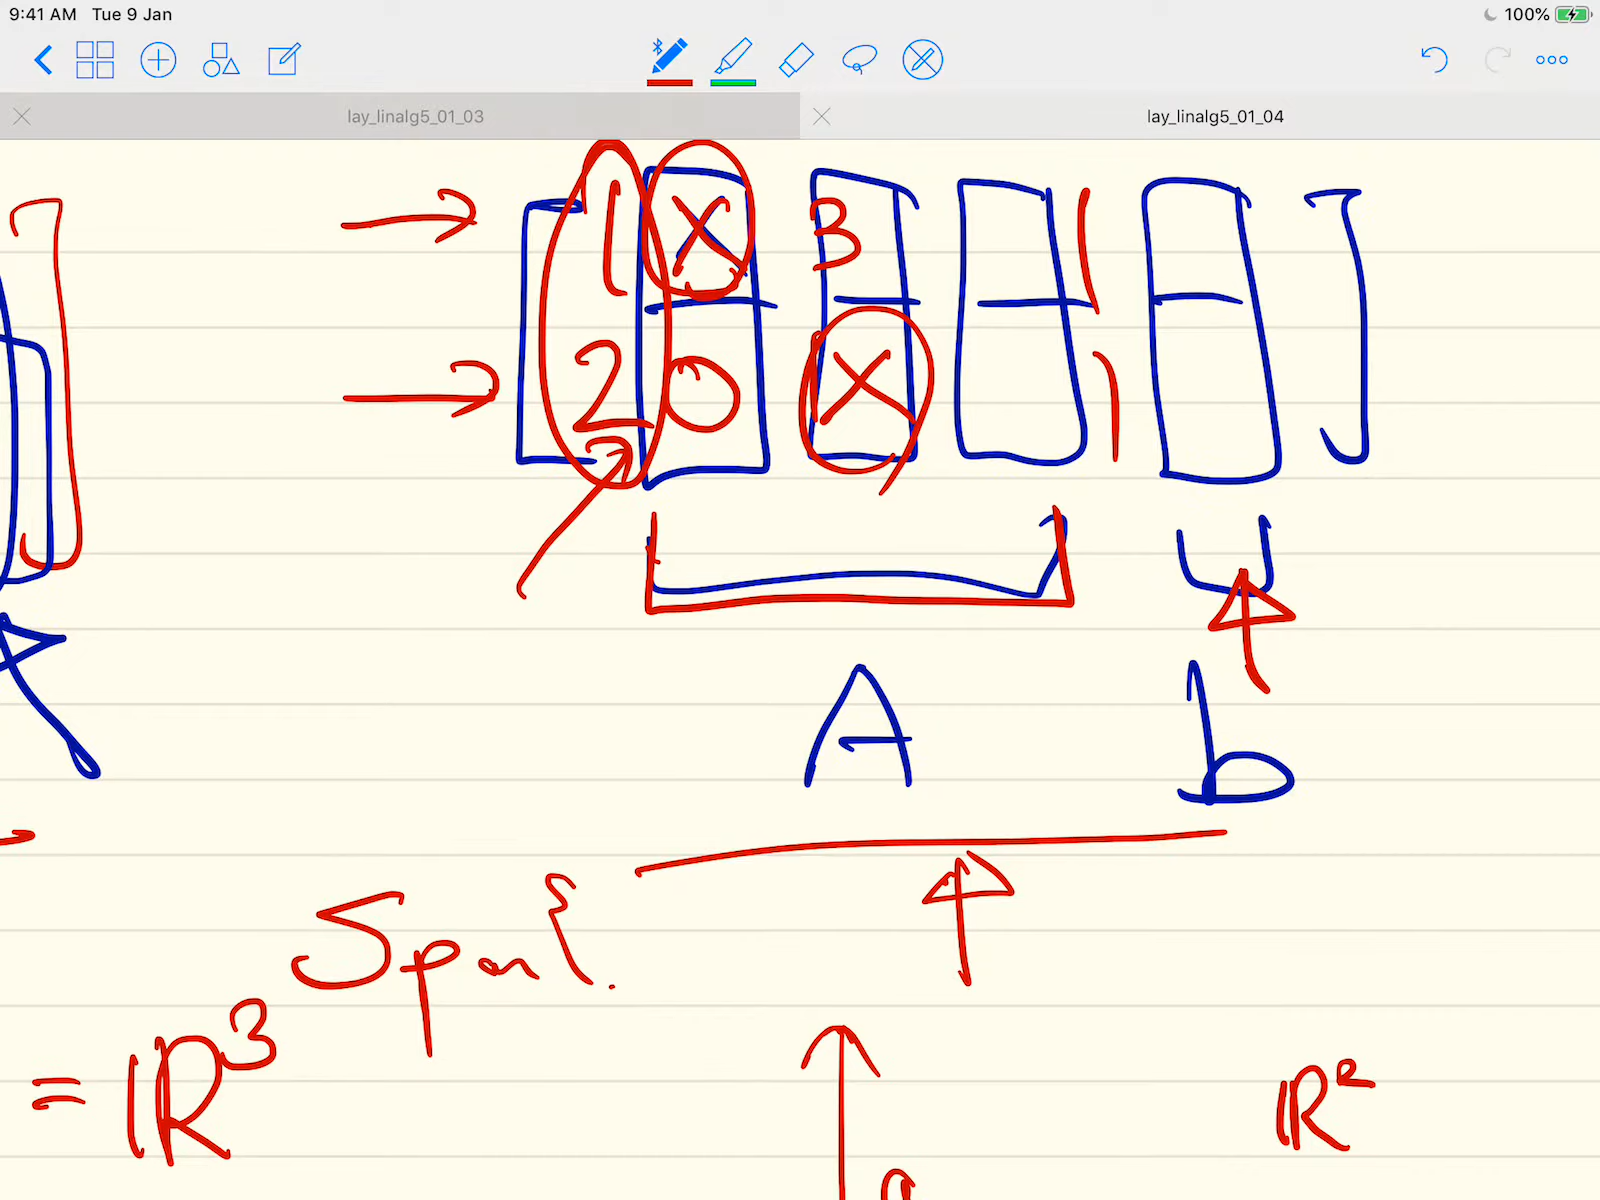 9:41 AM Tue 9 Jan 100%
lay_linalg5_01_03 lay_linalg5_01_04
1 X 3 1
2 0 X 1
A b
Span{
= ℝ³
ℝ²